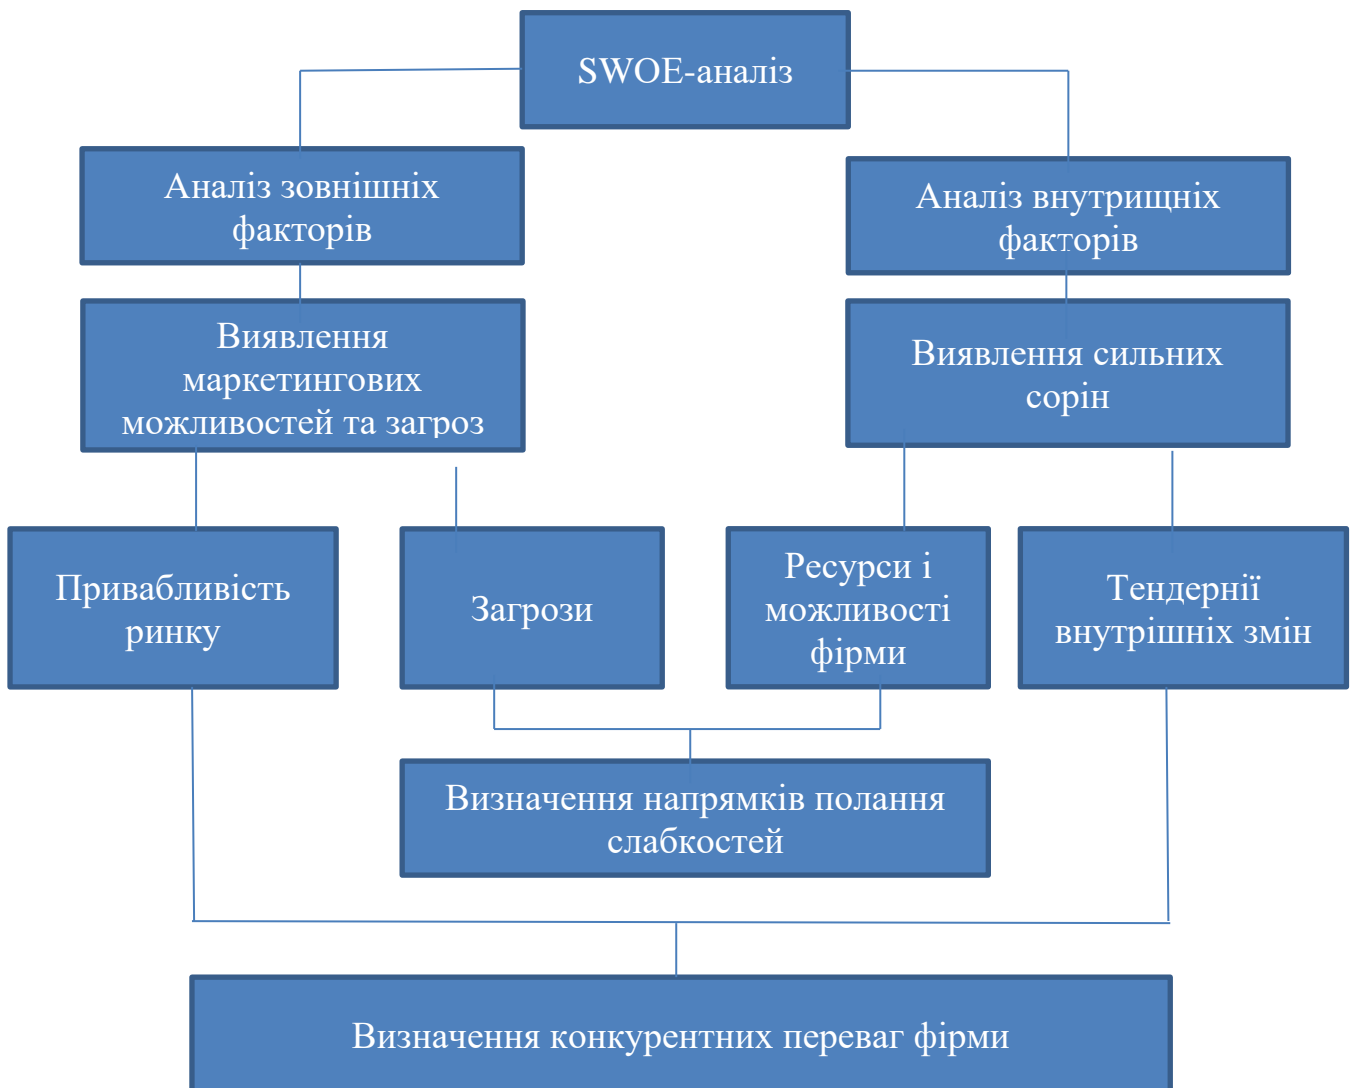 SWOE-аналіз
Аналіз зовнішніх
факторів
Аналіз внутрищніх
факторів
Виявлення
маркетингових
можливостей та загроз
Виявлення сильних
сорін
Привабливість
ринку
Загрози
Ресурси і
можливості
фірми
Тендернії
внутрішніх змін
Визначення напрямків полання
слабкостей
Визначення конкурентних переваг фірми